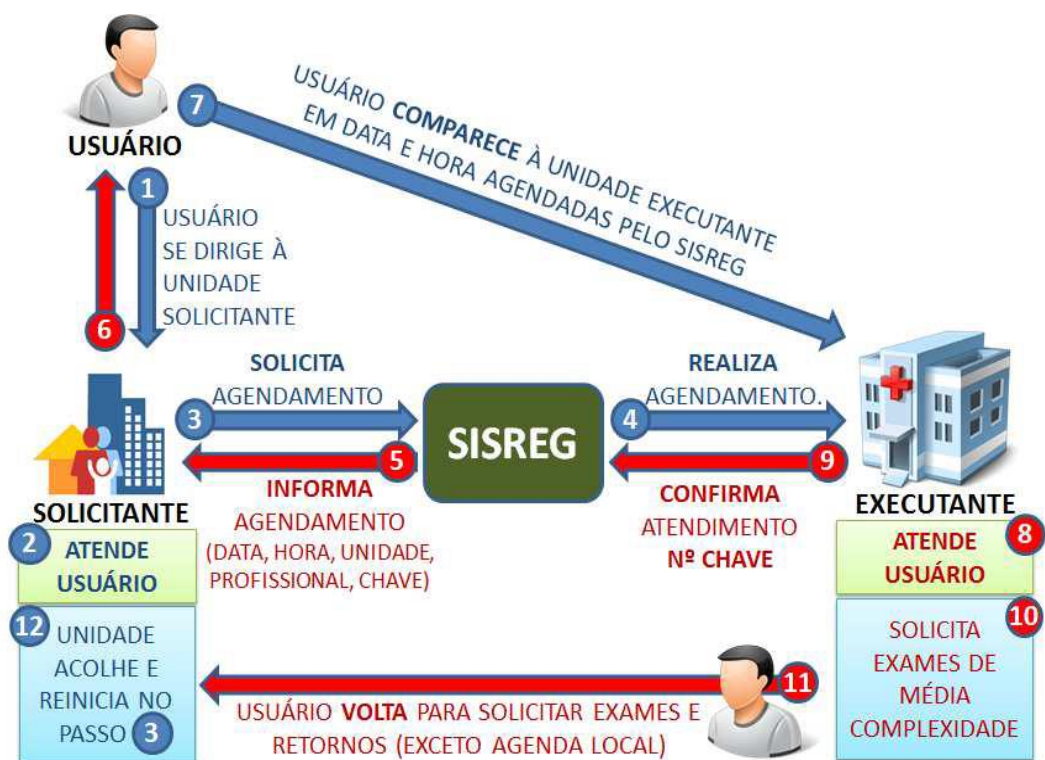 USUÁRIO
7
USUÁRIO COMPARECE À UNIDADE EXECUTANTE
EM DATA E HORA AGENDADAS PELO SISREG
1
USUÁRIO
SE DIRIGE À
UNIDADE
SOLICITANTE
6
SOLICITA
AGENDAMENTO
3
SISREG
REALIZA
AGENDAMENTO.
4
5
INFORMA
AGENDAMENTO
(DATA, HORA, UNIDADE,
PROFISSIONAL, CHAVE)
9
CONFIRMA
ATENDIMENTO
Nº CHAVE
SOLICITANTE
2
ATENDE
USUÁRIO
12
UNIDADE
ACOLHE E
REINICIA NO
PASSO 3
EXECUTANTE
8
ATENDE
USUÁRIO
10
SOLICITA
EXAMES DE
MÉDIA
COMPLEXIDADE
11
USUÁRIO VOLTA PARA SOLICITAR EXAMES E
RETORNOS (EXCETO AGENDA LOCAL)